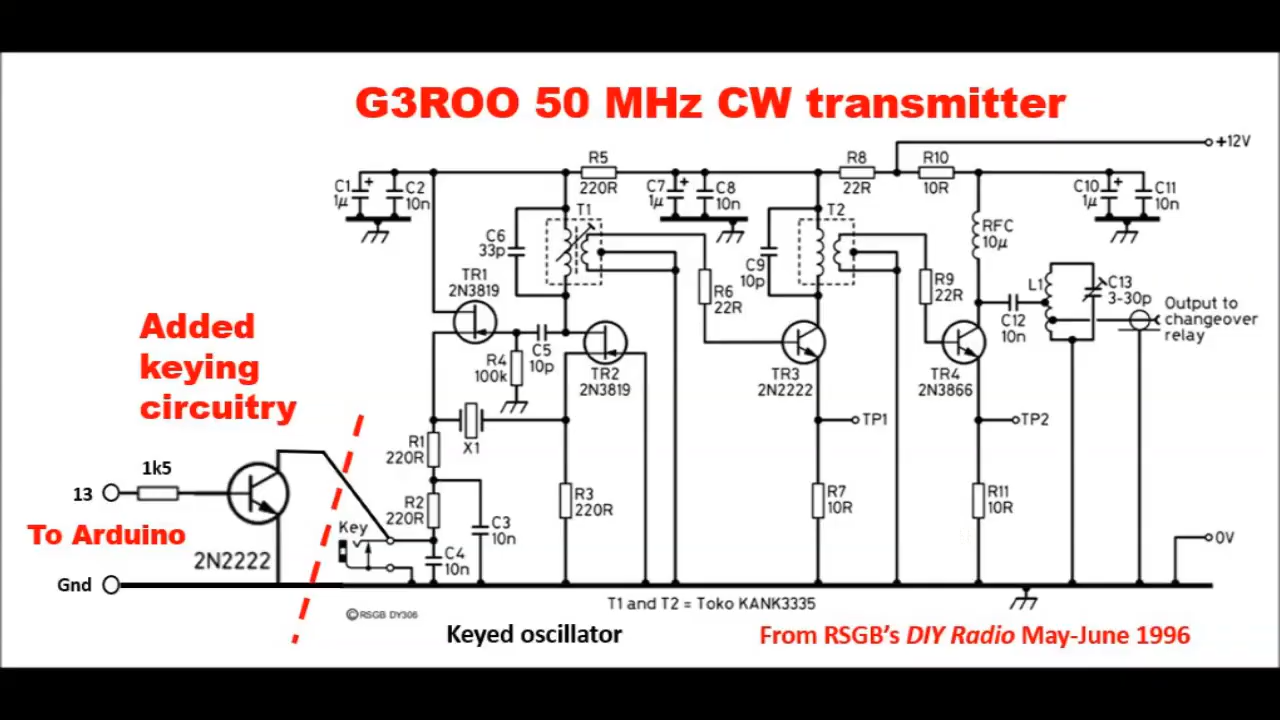 G3ROO 50 MHz CW transmitter
+12V
R5
220R
R8
22R
R10
10R
C1
1µ
+
C2
10n
C7
1µ
+
C8
10n
C10
1µ
+
C11
10n
T1
T2
C6
33p
C9
10p
RFC
10µ
TR1
2N3819
R6
22R
R9
22R
L1
C13
3-30p
C12
10n
Output to
changeover
relay
Added
keying
circuitry
R4
100k
C5
10p
TR2
2N3819
TR3
2N2222
TR4
2N3866
X1
TP1
TP2
R1
220R
1k5
13
R2
220R
R3
220R
R7
10R
R11
10R
To Arduino
Key
C3
10n
0V
2N2222
C4
10n
Gnd
T1 and T2 = Toko KANK3335
©RSGB DY306
Keyed oscillator
From RSGB's DIY Radio May-June 1996